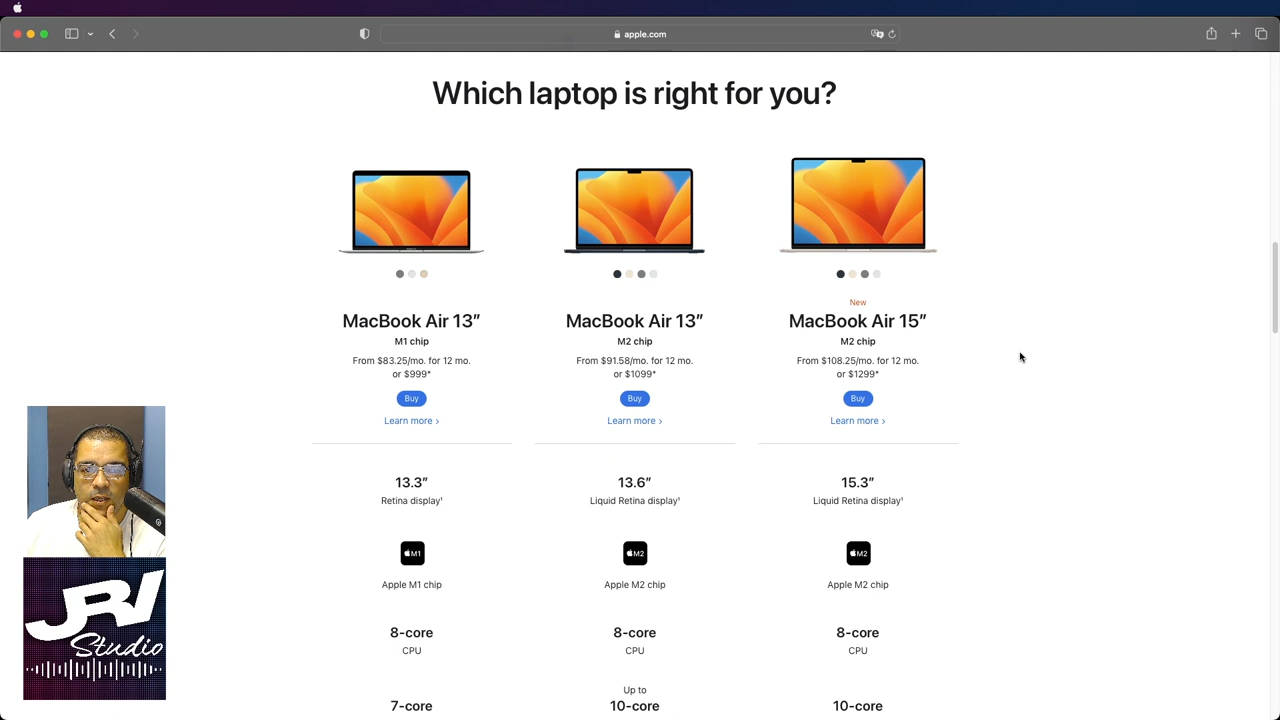 apple.com
Which laptop is right for you?
New
MacBook Air 13″
MacBook Air 13″
MacBook Air 15″
M1 chip
M2 chip
M2 chip
From $83.25/mo. for 12 mo.
or $999*
From $91.58/mo. for 12 mo.
or $1099*
From $108.25/mo. for 12 mo.
or $1299*
Buy
Buy
Buy
Learn more ›
Learn more ›
Learn more ›
13.3″
Retina display¹
13.6″
Liquid Retina display¹
15.3″
Liquid Retina display¹
M1
M2
M2
Apple M1 chip
Apple M2 chip
Apple M2 chip
8-core
CPU
8-core
CPU
8-core
CPU
7-core
Up to
10-core
10-core
JRV
Studio